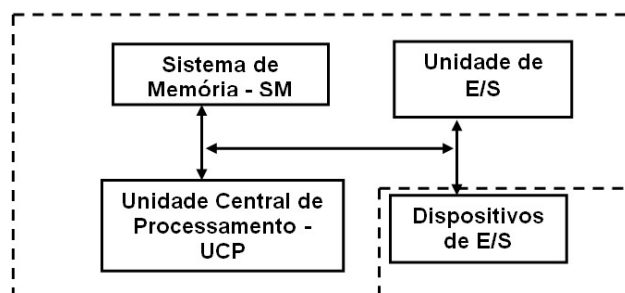 Sistema de
Memória - SM
Unidade de
E/S
Unidade Central de
Processamento -
UCP
Dispositivos
de E/S